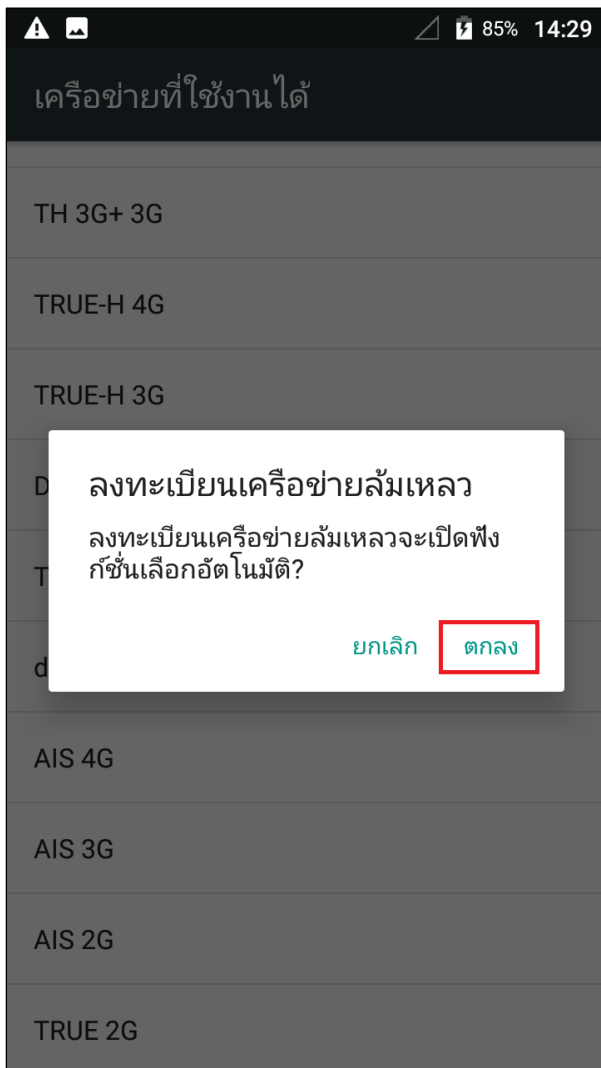 85% 14:29
เครือข่ายที่ใช้งานได้
TH 3G+ 3G
TRUE-H 4G
TRUE-H 3G
D
ลงทะเบียนเครือข่ายล้มเหลว
ลงทะเบียนเครือข่ายล้มเหลวจะเปิดฟัง
ก์ชั่นเลือกอัตโนมัติ?
T
ยกเลิก ตกลง
d
AIS 4G
AIS 3G
AIS 2G
TRUE 2G